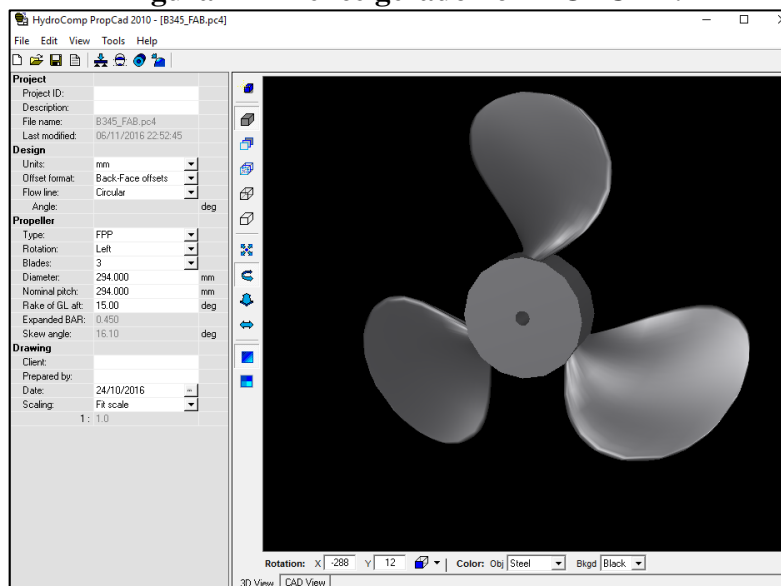 HydroComp PropCad 2010 - [B345_FAB.pc4]
File Edit View Tools Help
Project
Project ID:
Description:
File name: B345_FAB.pc4
Last modified: 06/11/2016 22:52:45
Design
Units: mm
Offset format: Back-Face offsets
Flow line: Circular
Angle: deg
Propeller
Type: FPP
Rotation: Left
Blades: 3
Diameter: 294.000 mm
Nominal pitch: 294.000 mm
Rake of GL aft: 15.00 deg
Expanded BAR: 0.450
Skew angle: 16.10 deg
Drawing
Client:
Prepared by:
Date: 24/10/2016 ...
Scaling: Fit scale
1 : 1.0
Rotation: X -288 Y 12 Color: Obj Steel Bkgd Black
3D View CAD View